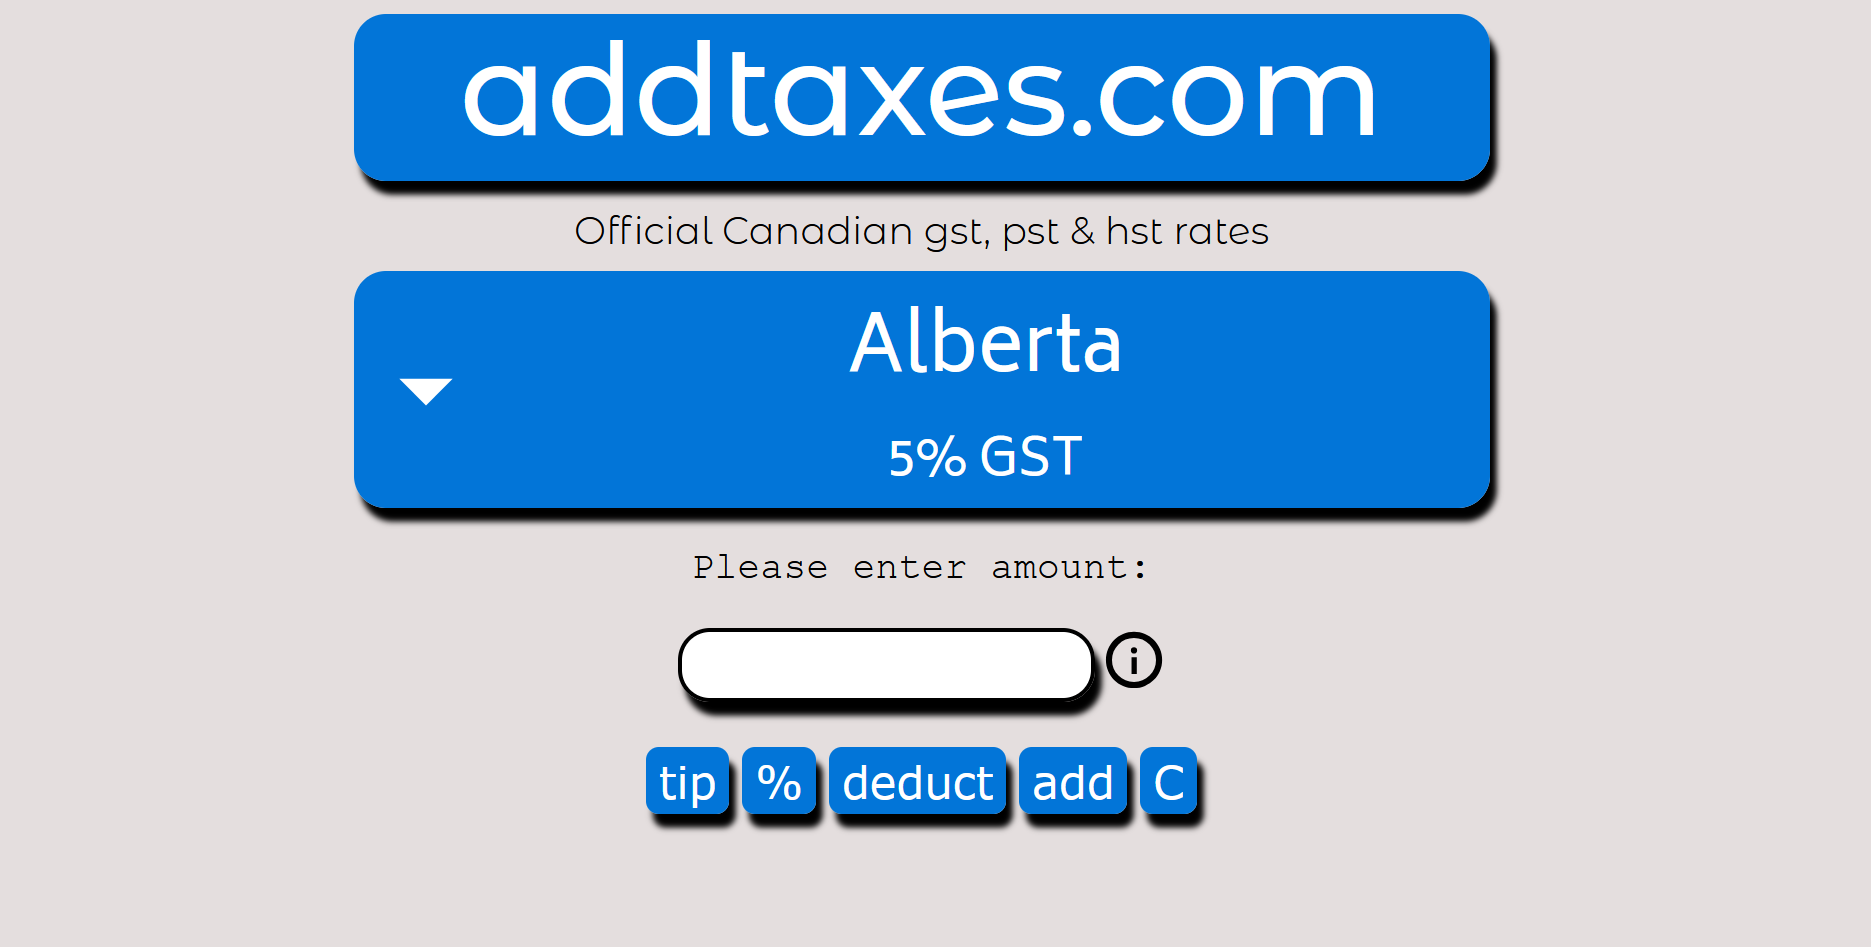 addtaxes.com
Official Canadian gst, pst & hst rates
Alberta
5% GST
Please enter amount:
tip % deduct add C